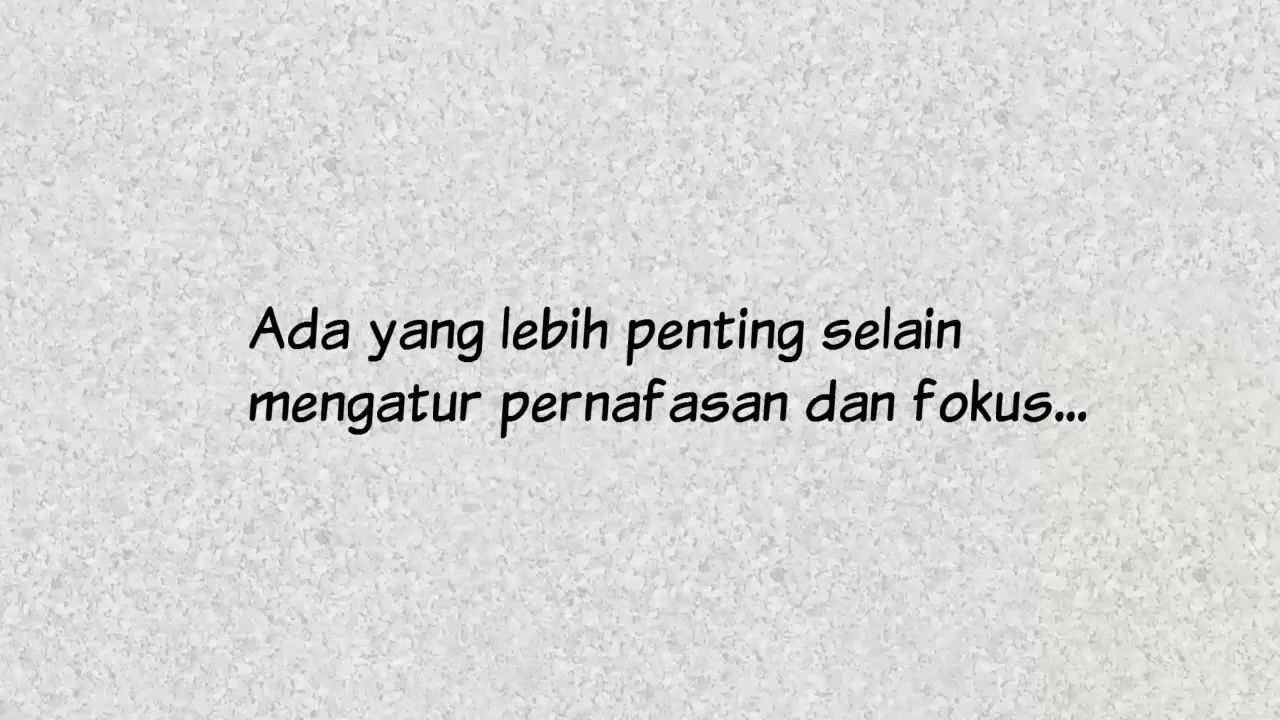 Ada yang lebih penting selain
mengatur pernafasan dan fokus...